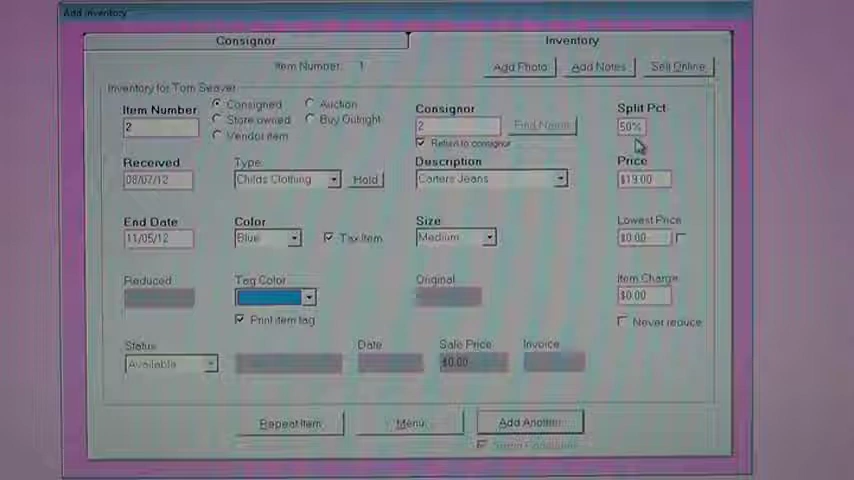 Add Inventory
Consignor
Inventory
Item Number: 1
Add Photo
Add Notes
Sell Online
Inventory for Tom Seaver
Item Number
Consigned
Auction
Consignor
Split Pct
2
Store owned
Buy Outright
2
Find Name
50%
Vendor item
Return to consignor
Received
Type
Description
Price
08/07/12
Childs Clothing
Hold
Carters Jeans
$19.00
End Date
Color
Size
Lowest Price
11/05/12
Blue
Tax Item
Medium
$0.00
Reduced
Tag Color
Original
Item Charge
$0.00
Print item tag
Never reduce
Status
Date
Sale Price
Invoice
Available
$0.00
Repeat Item
Menu
Add Another